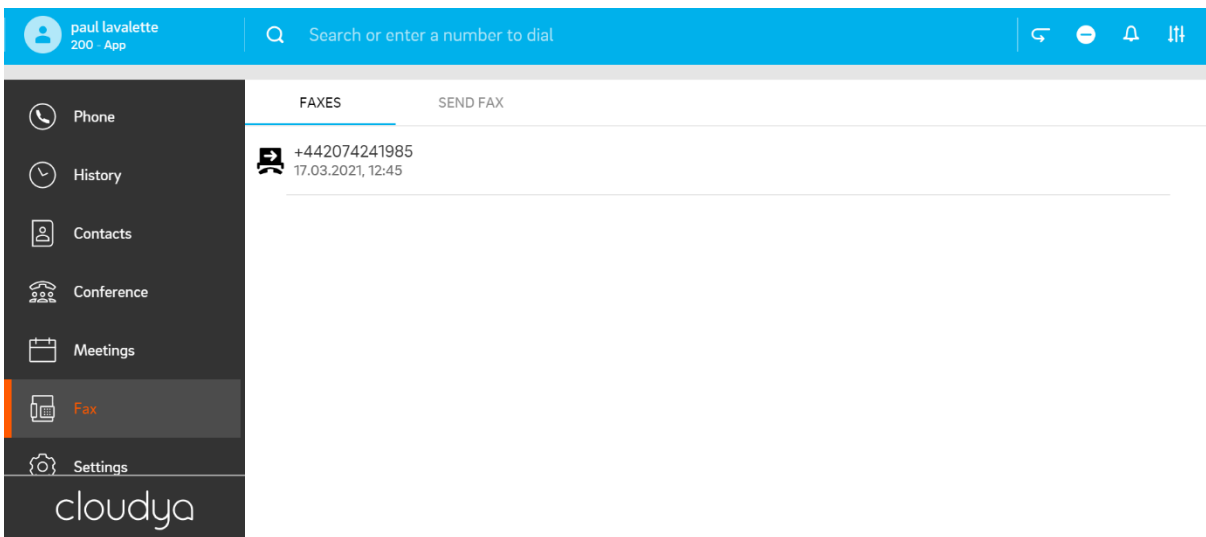 paul lavalette
200 - App
Search or enter a number to dial
Phone
History
Contacts
Conference
Meetings
Fax
Settings
cloudya
FAXES
SEND FAX
+442074241985
17.03.2021, 12:45